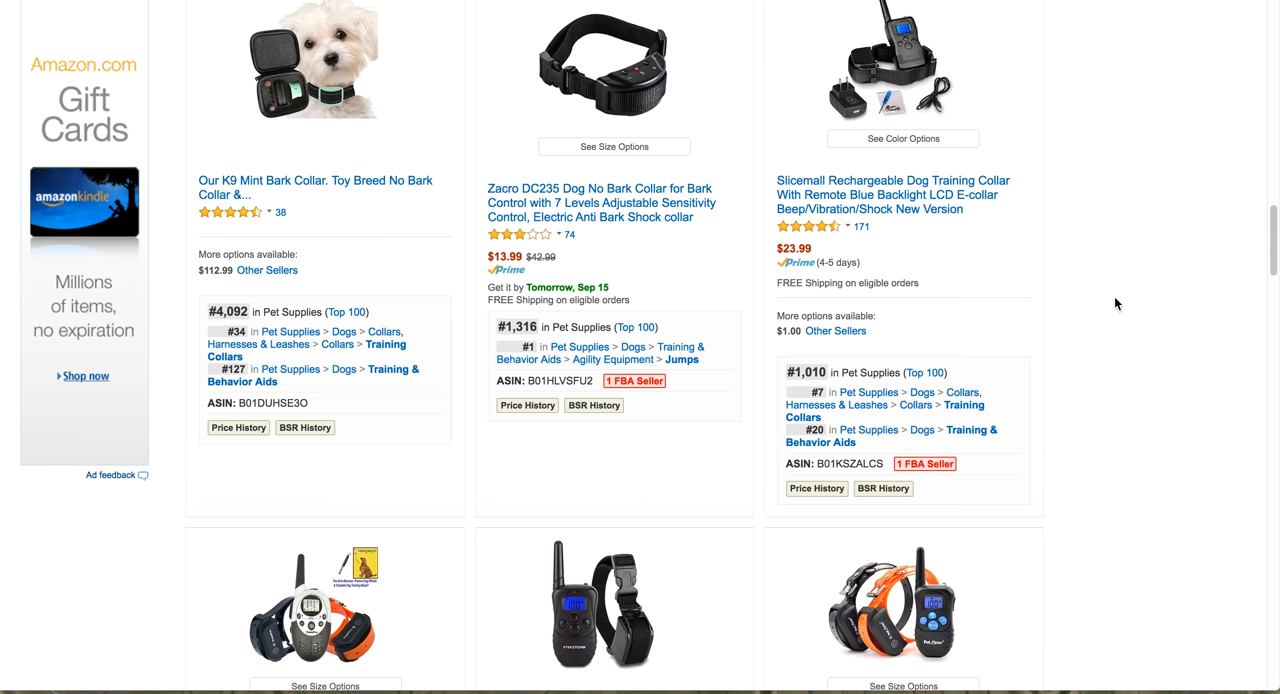 Amazon.com
Gift
Cards
amazonkindle
Millions
of items,
no expiration
Shop now
Ad feedback
Our K9 Mint Bark Collar. Toy Breed No Bark
Collar &...
38
More options available:
$112.99 Other Sellers
#4,092 in Pet Supplies (Top 100)
#34 in Pet Supplies > Dogs > Collars,
Harnesses & Leashes > Collars > Training
Collars
#127 in Pet Supplies > Dogs > Training &
Behavior Aids
ASIN: B01DUHSE3O
Price History BSR History
See Size Options
Zacro DC235 Dog No Bark Collar for Bark
Control with 7 Levels Adjustable Sensitivity
Control, Electric Anti Bark Shock collar
74
$13.99 $42.99
Prime
Get it by Tomorrow, Sep 15
FREE Shipping on eligible orders
#1,316 in Pet Supplies (Top 100)
#1 in Pet Supplies > Dogs > Training &
Behavior Aids > Agility Equipment > Jumps
ASIN: B01HLVSFU2 1 FBA Seller
Price History BSR History
See Color Options
Slicemall Rechargeable Dog Training Collar
With Remote Blue Backlight LCD E-collar
Beep/Vibration/Shock New Version
171
$23.99
Prime (4-5 days)
FREE Shipping on eligible orders
More options available:
$1.00 Other Sellers
#1,010 in Pet Supplies (Top 100)
#7 in Pet Supplies > Dogs > Collars,
Harnesses & Leashes > Collars > Training
Collars
#20 in Pet Supplies > Dogs > Training &
Behavior Aids
ASIN: B01KSZALCS 1 FBA Seller
Price History BSR History
See Size Options
100
100
See Size Options